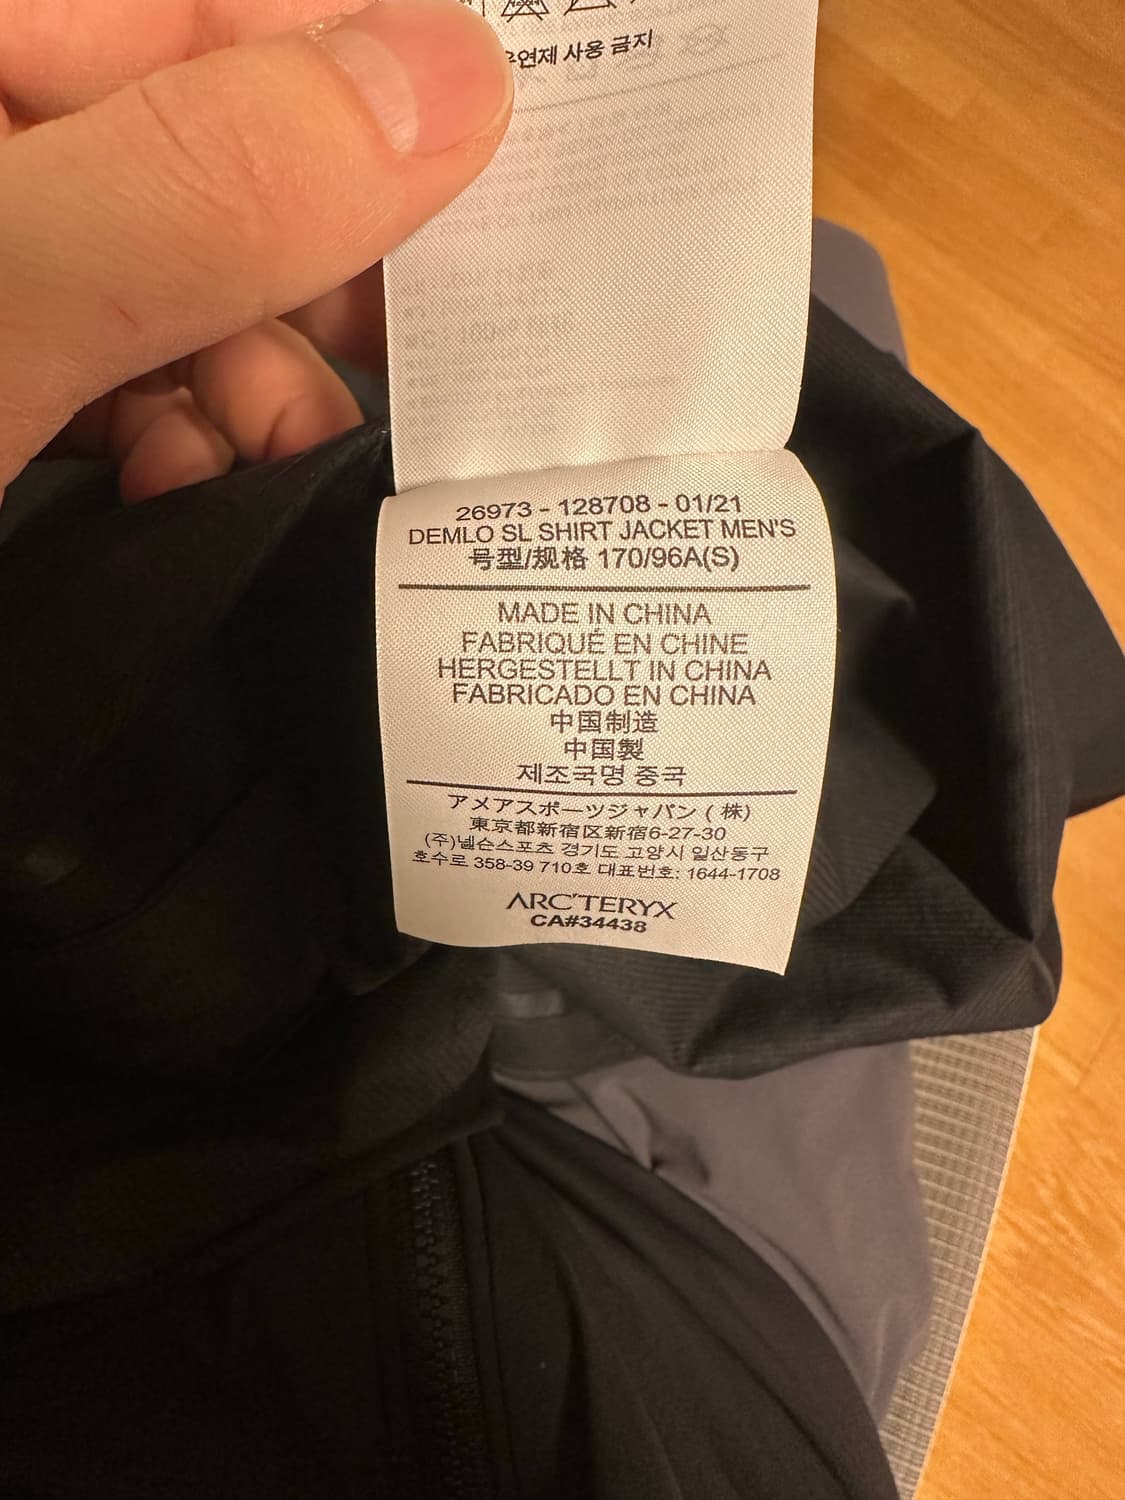 우연제 사용 금지
26973 - 128708 - 01/21
DEMLO SL SHIRT JACKET MEN'S
号型/规格 170/96A(S)
MADE IN CHINA
FABRIQUÉ EN CHINE
HERGESTELLT IN CHINA
FABRICADO EN CHINA
中国制造
中国製
제조국명 중국
アメアスポーツジャパン ( 株)
東京都新宿区新宿6-27-30
(주)넬슨스포츠 경기도 고양시 일산동구
호수로 358-39 710호 대표번호: 1644-1708
ARC'TERYX
CA#34438